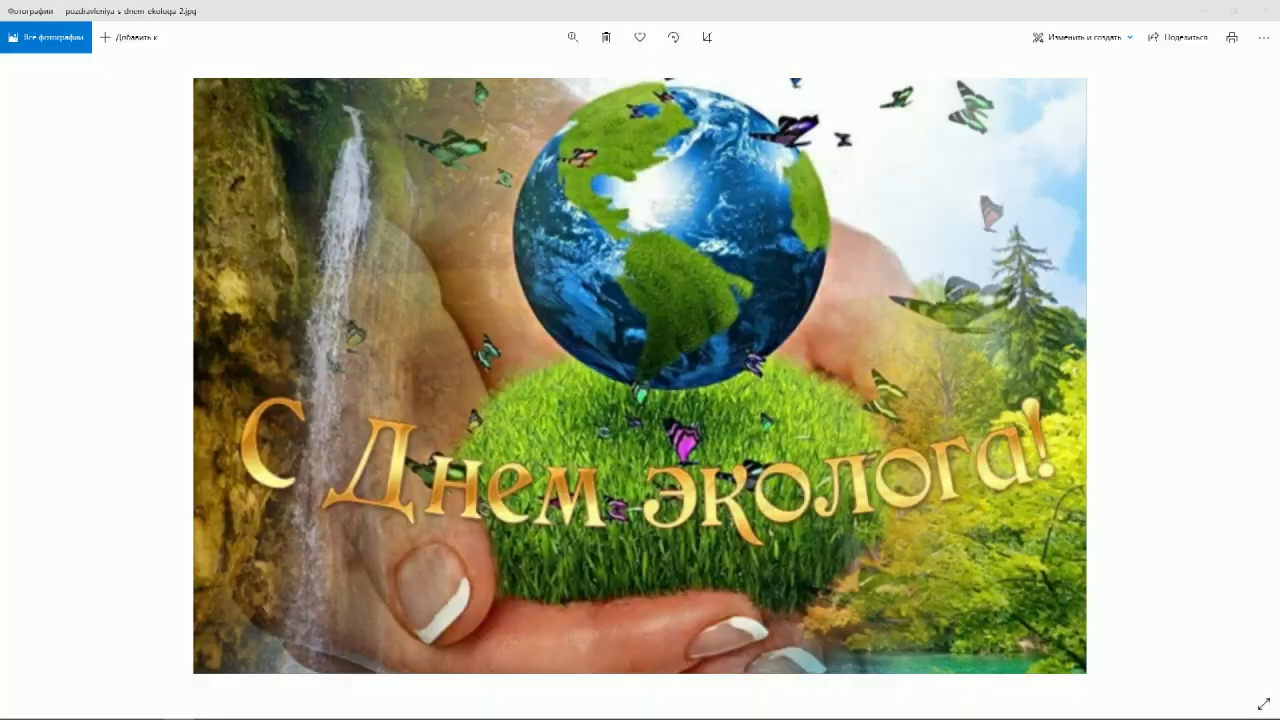 Фотографии - pozdravleniya-s-dnem-ekologa-2.jpg
Все фотографии
Добавить к
Изменить и создать
Поделиться
С Днем эколога!